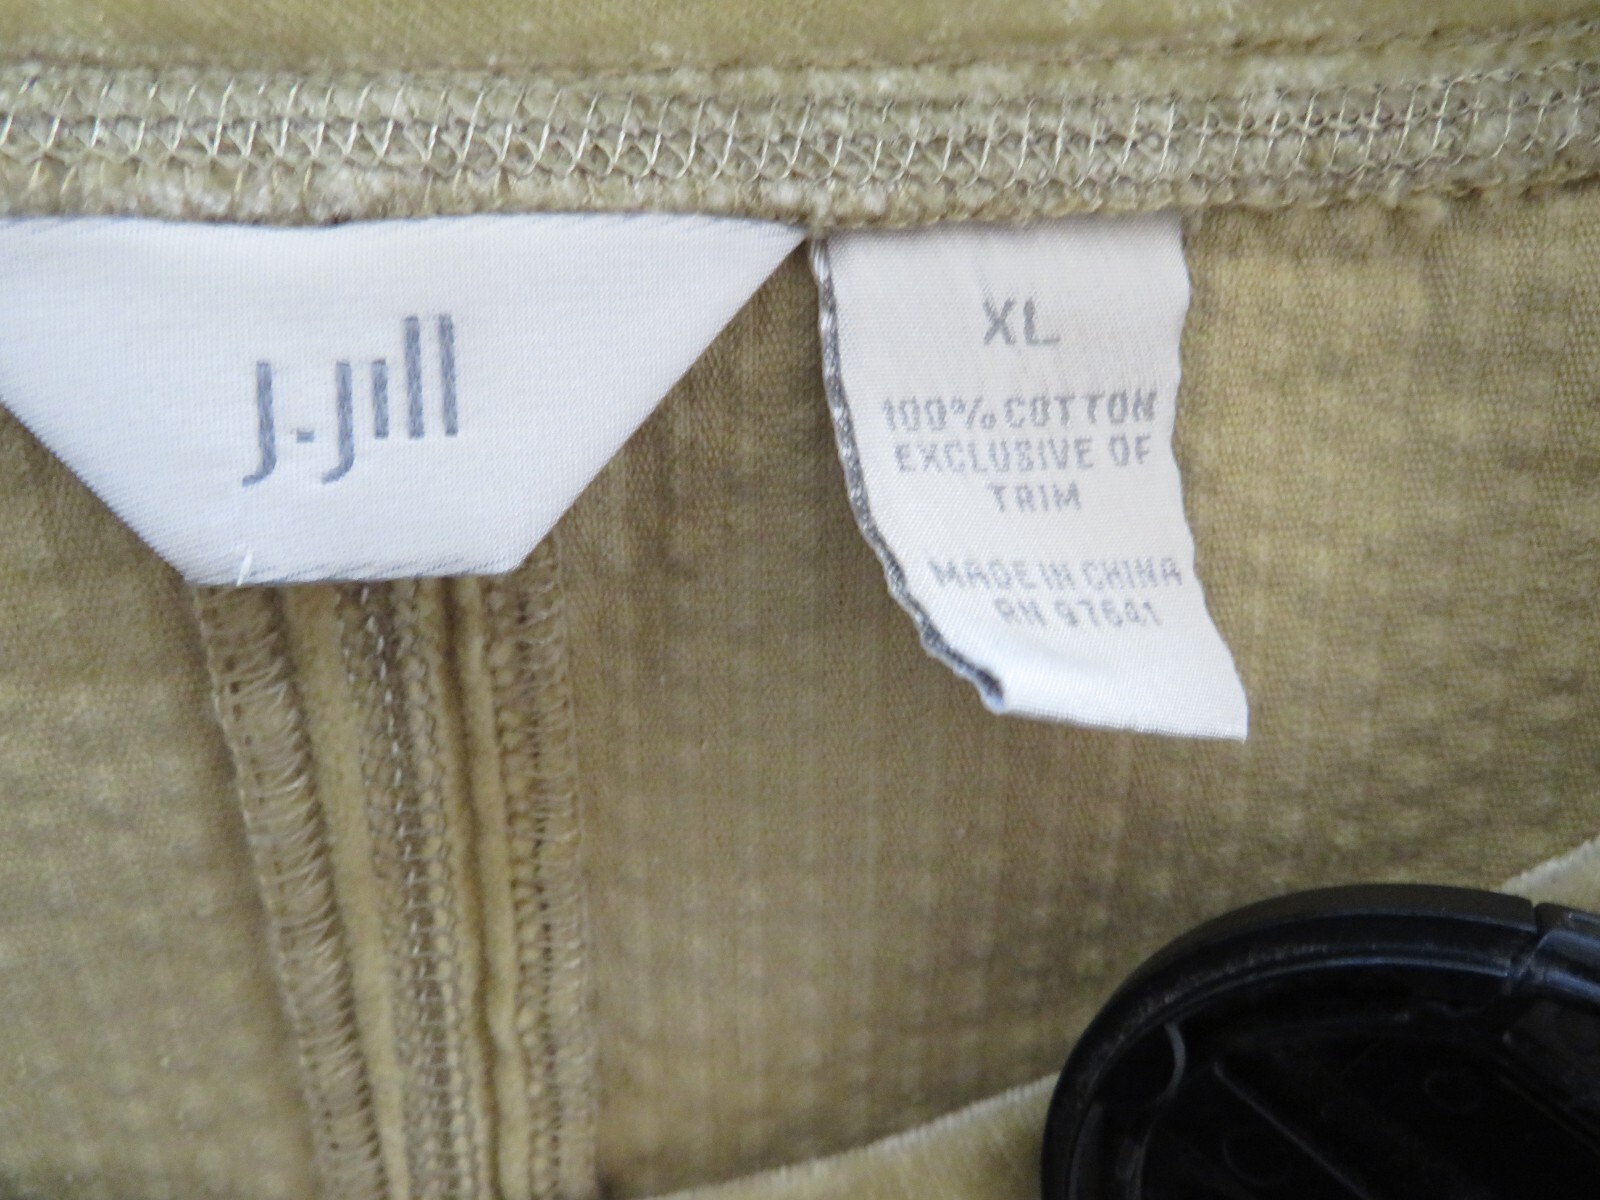 J.Jill
XL
100% COTTON
EXCLUSIVE OF
TRIM
MADE IN CHINA
RN 97641